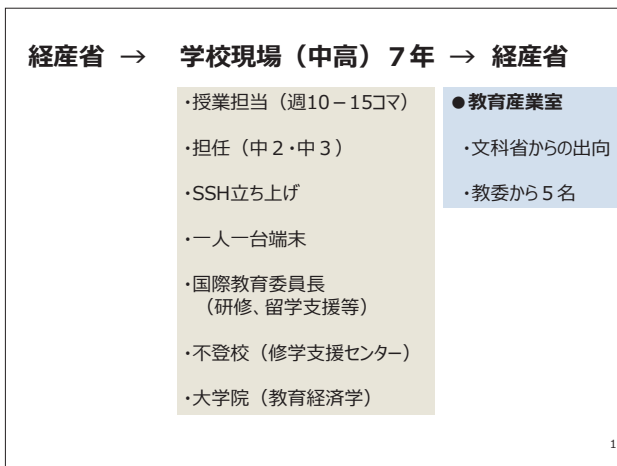 経産省 → 学校現場（中高）７年 → 経産省
・授業担当（週10－15コマ）
・担任（中２・中３）
・SSH立ち上げ
・一人一台端末
・国際教育委員長
（研修、留学支援等）
・不登校（修学支援センター）
・大学院（教育経済学）
●教育産業室
・文科省からの出向
・教委から５名
1